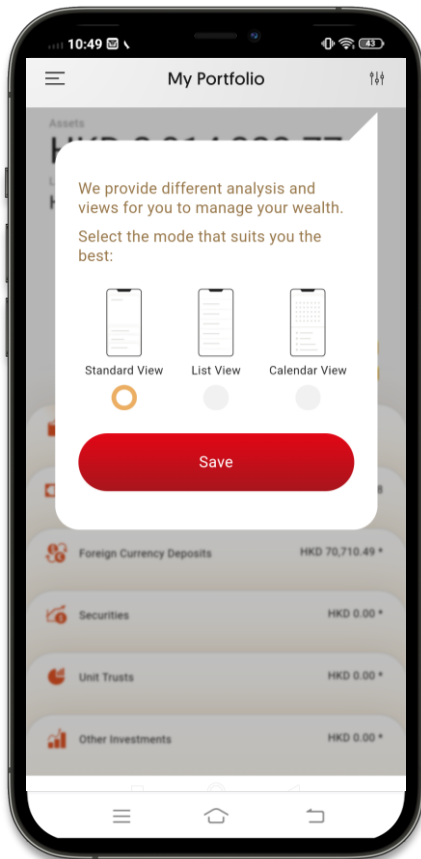 10:49
43
My Portfolio
Assets
We provide different analysis and
views for you to manage your wealth.
Select the mode that suits you the
best:
Standard View List View Calendar View
Save
8
Foreign Currency Deposits HKD 70,710.49 *
Securities HKD 0.00 *
Unit Trusts HKD 0.00 *
Other Investments HKD 0.00 *